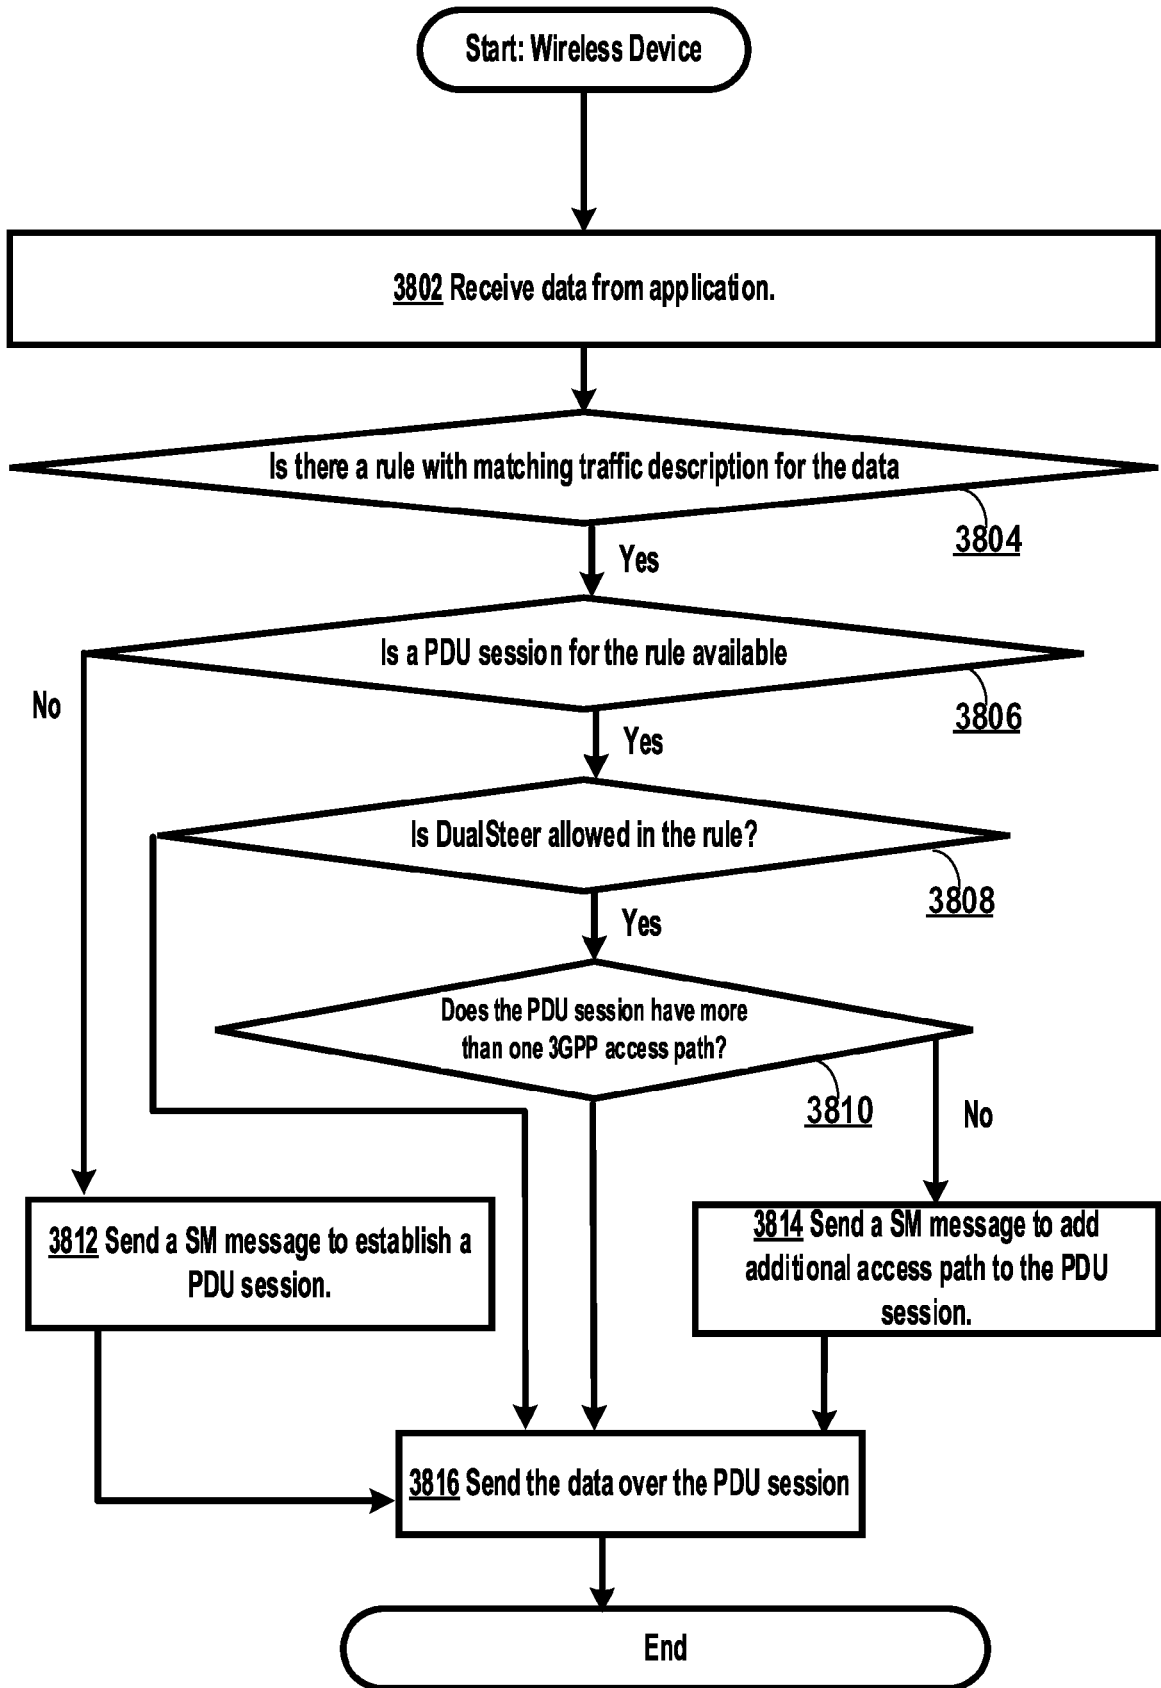 Start: Wireless Device
3802 Receive data from application.
Is there a rule with matching traffic description for the data
3804
Yes
Is a PDU session for the rule available
3806
No
Yes
Is DualSteer allowed in the rule?
3808
Yes
Does the PDU session have more
than one 3GPP access path?
3810
No
3812 Send a SM message to establish a
PDU session.
3814 Send a SM message to add
additional access path to the PDU
session.
3816 Send the data over the PDU session
End